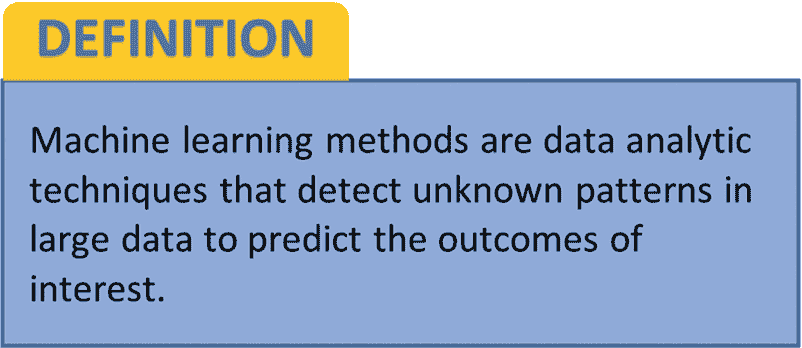 DEFINITION
Machine learning methods are data analytic
techniques that detect unknown patterns in
large data to predict the outcomes of
interest.